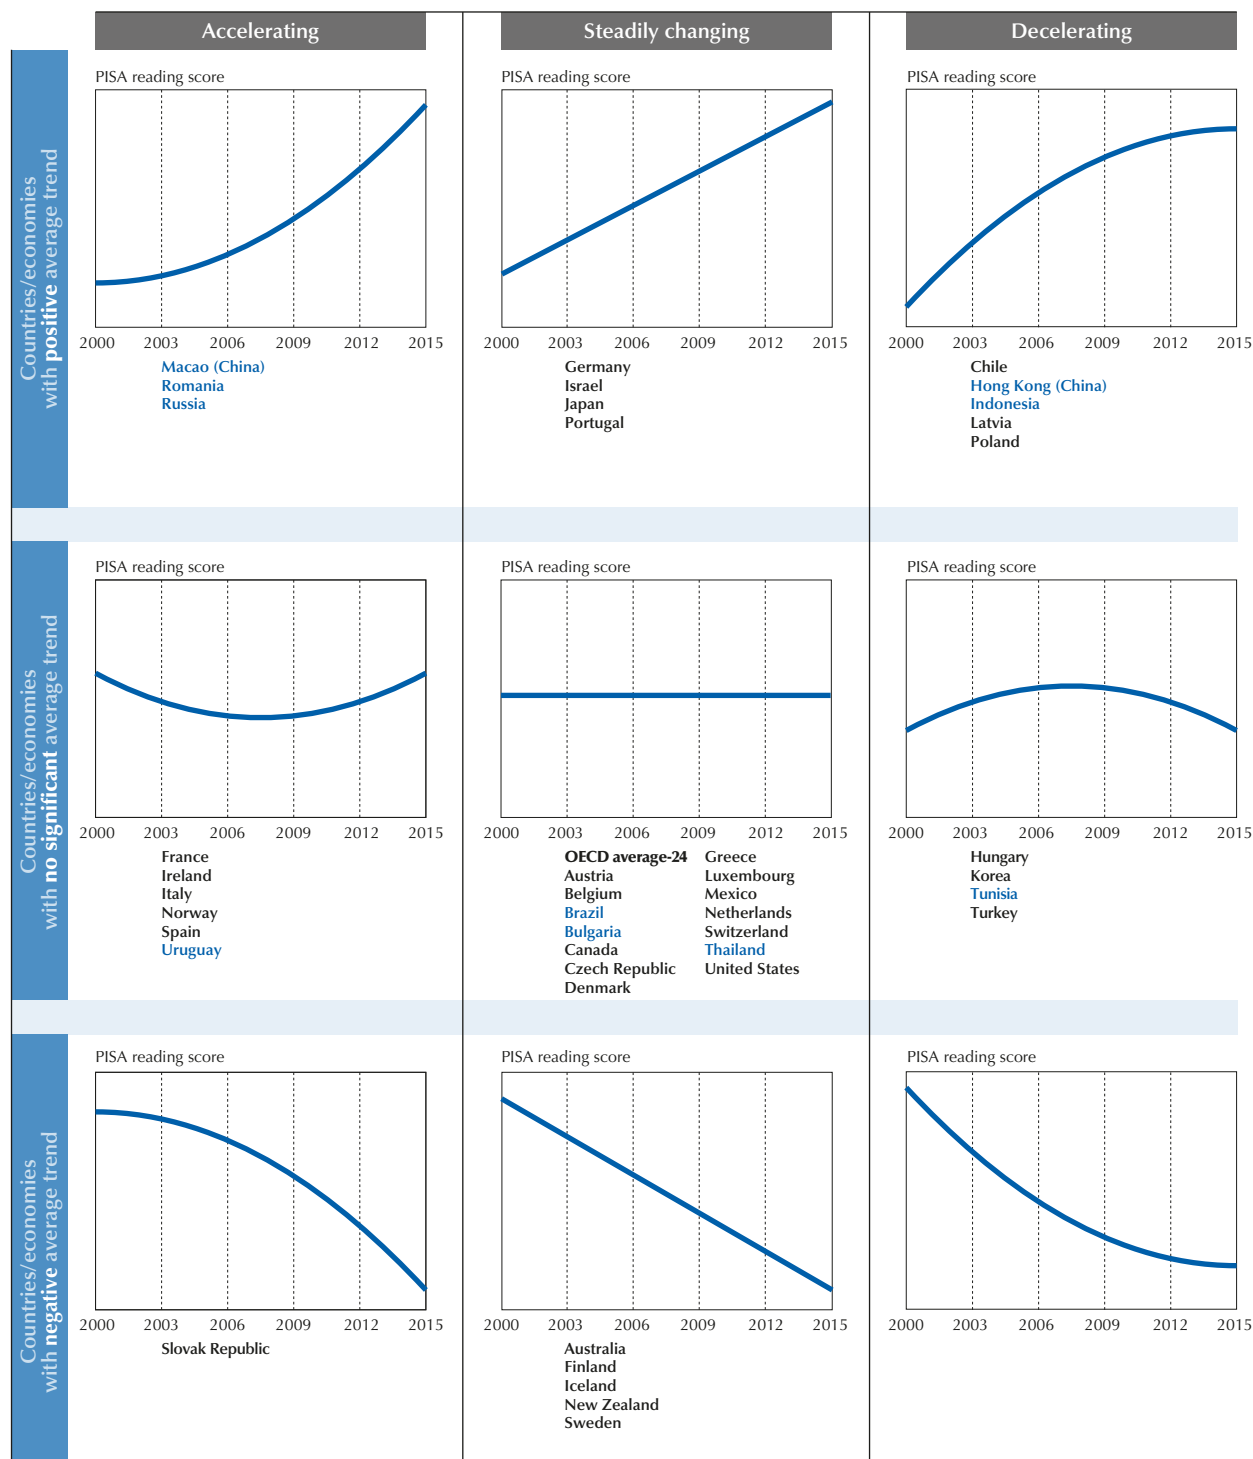 Accelerating
Steadily changing
Decelerating
Countries/economies
with positive average trend
PISA reading score
2000 2003 2006 2009 2012 2015
Macao (China)
Romania
Russia
PISA reading score
2000 2003 2006 2009 2012 2015
Germany
Israel
Japan
Portugal
PISA reading score
2000 2003 2006 2009 2012 2015
Chile
Hong Kong (China)
Indonesia
Latvia
Poland
Countries/economies
with no significant average trend
PISA reading score
2000 2003 2006 2009 2012 2015
France
Ireland
Italy
Norway
Spain
Uruguay
PISA reading score
2000 2003 2006 2009 2012 2015
OECD average-24
Austria
Belgium
Brazil
Bulgaria
Canada
Czech Republic
Denmark
Greece
Luxembourg
Mexico
Netherlands
Switzerland
Thailand
United States
PISA reading score
2000 2003 2006 2009 2012 2015
Hungary
Korea
Tunisia
Turkey
Countries/economies
with negative average trend
PISA reading score
2000 2003 2006 2009 2012 2015
Slovak Republic
PISA reading score
2000 2003 2006 2009 2012 2015
Australia
Finland
Iceland
New Zealand
Sweden
PISA reading score
2000 2003 2006 2009 2012 2015